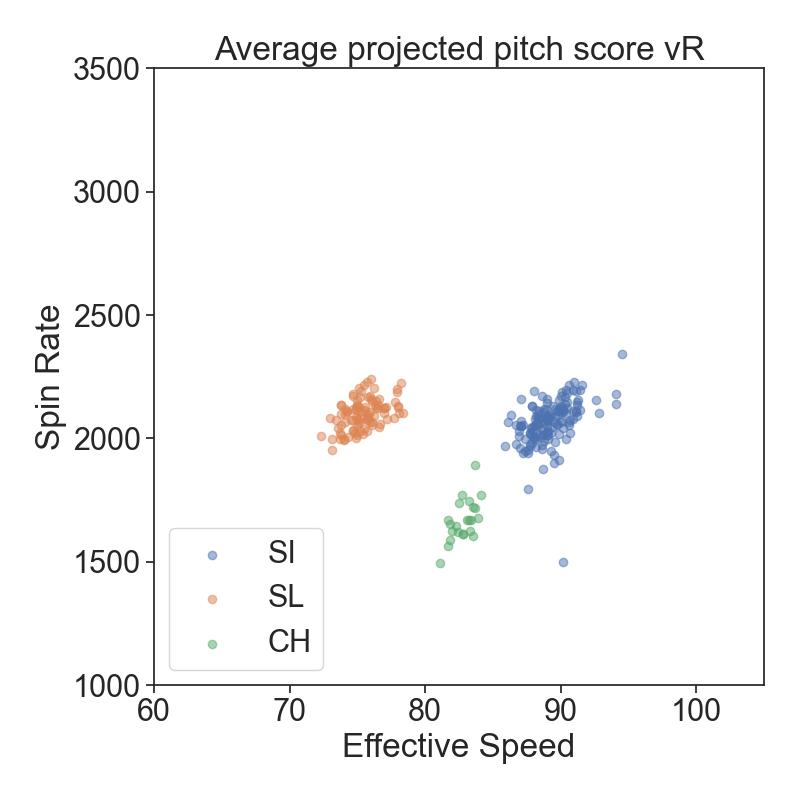 Average projected pitch score vR
3500
3000
2500
2000
1500
1000
Spin Rate
SI
SL
CH
60 70 80 90 100
Effective Speed